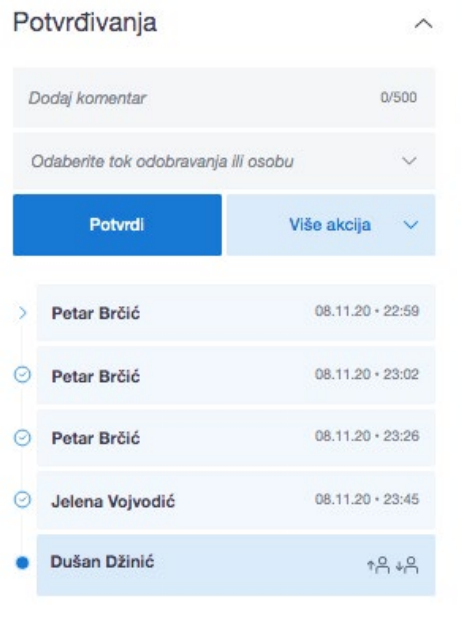 Potvrđivanja
Dodaj komentar 0/500
Odaberite tok odobravanja ili osobu
Potvrdi Više akcija
Petar Brčić 08.11.20 • 22:59
Petar Brčić 08.11.20 • 23:02
Petar Brčić 08.11.20 • 23:26
Jelena Vojvodić 08.11.20 • 23:45
Dušan Džinić